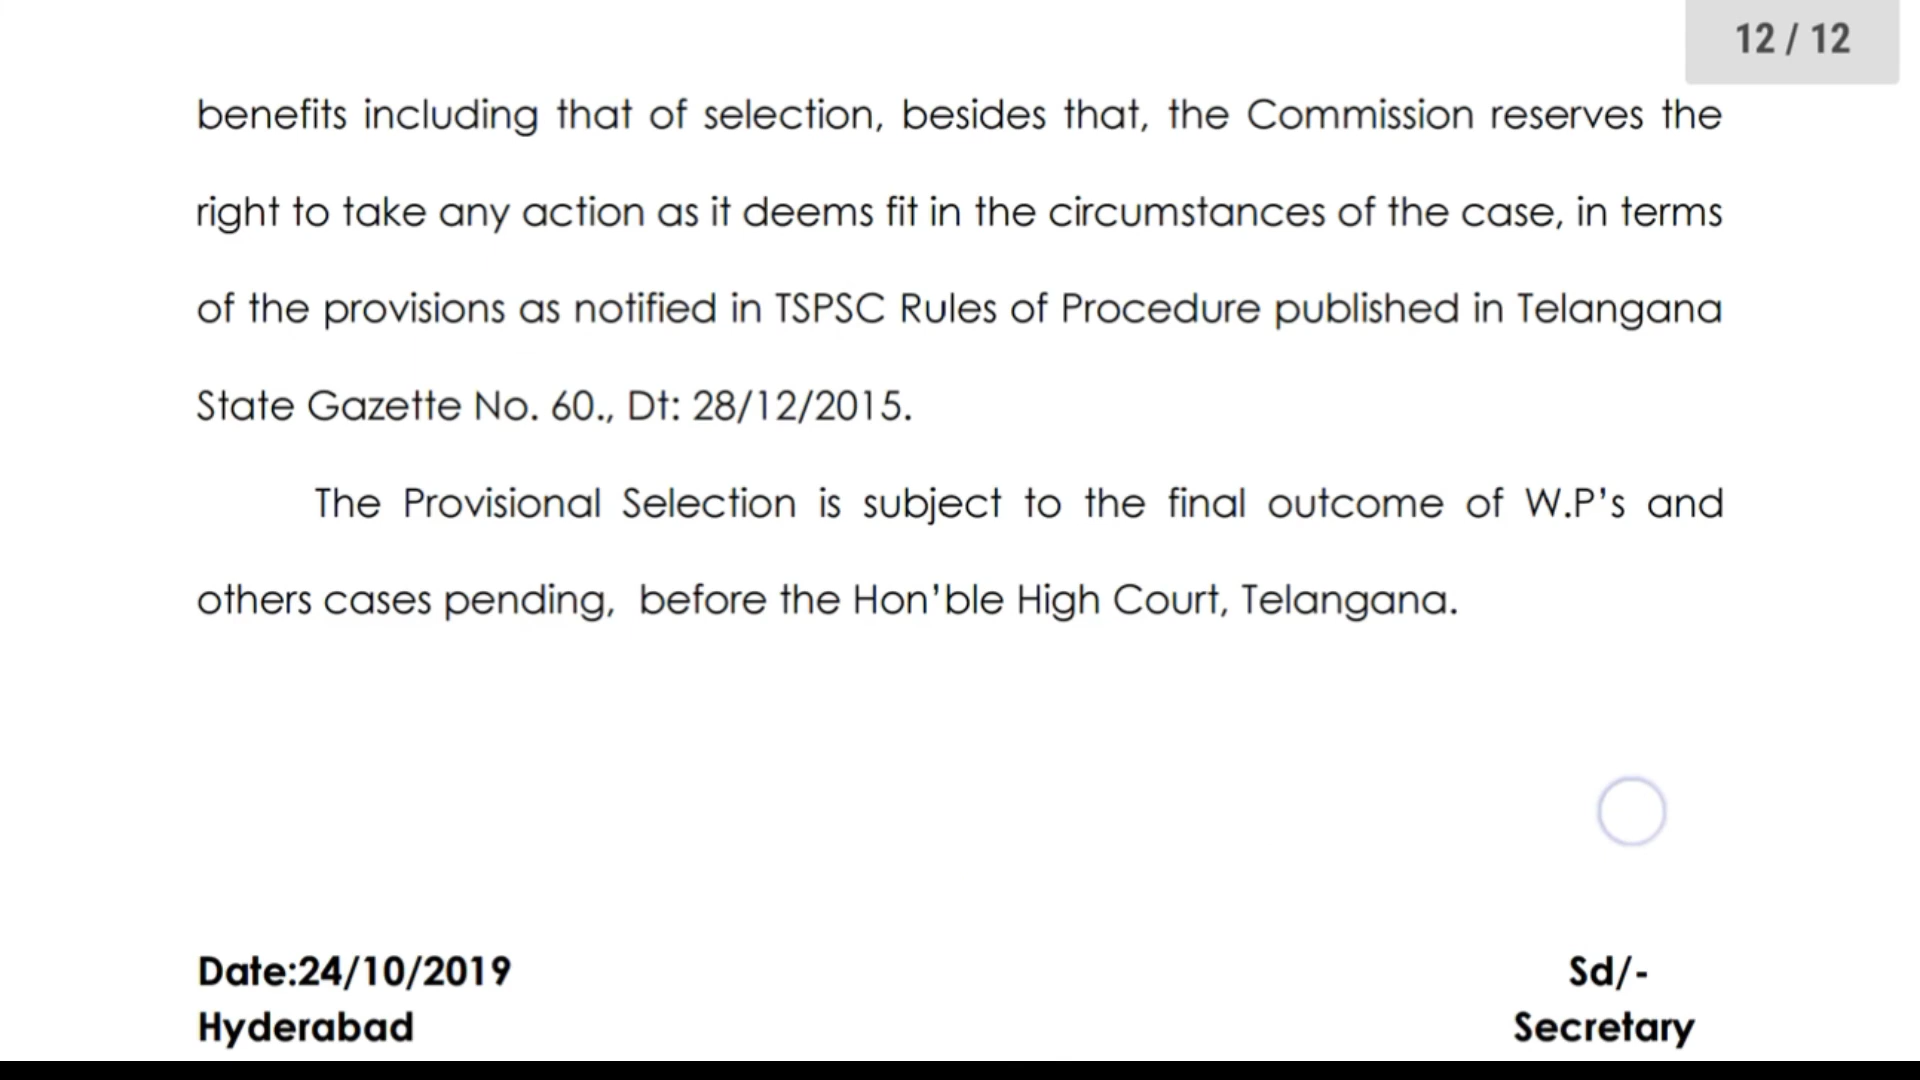 12 / 12
benefits including that of selection, besides that, the Commission reserves the
right to take any action as it deems fit in the circumstances of the case, in terms
of the provisions as notified in TSPSC Rules of Procedure published in Telangana
State Gazette No. 60., Dt: 28/12/2015.
The Provisional Selection is subject to the final outcome of W.P's and
others cases pending,  before the Hon'ble High Court, Telangana.
Date:24/10/2019
Sd/-
Hyderabad
Secretary